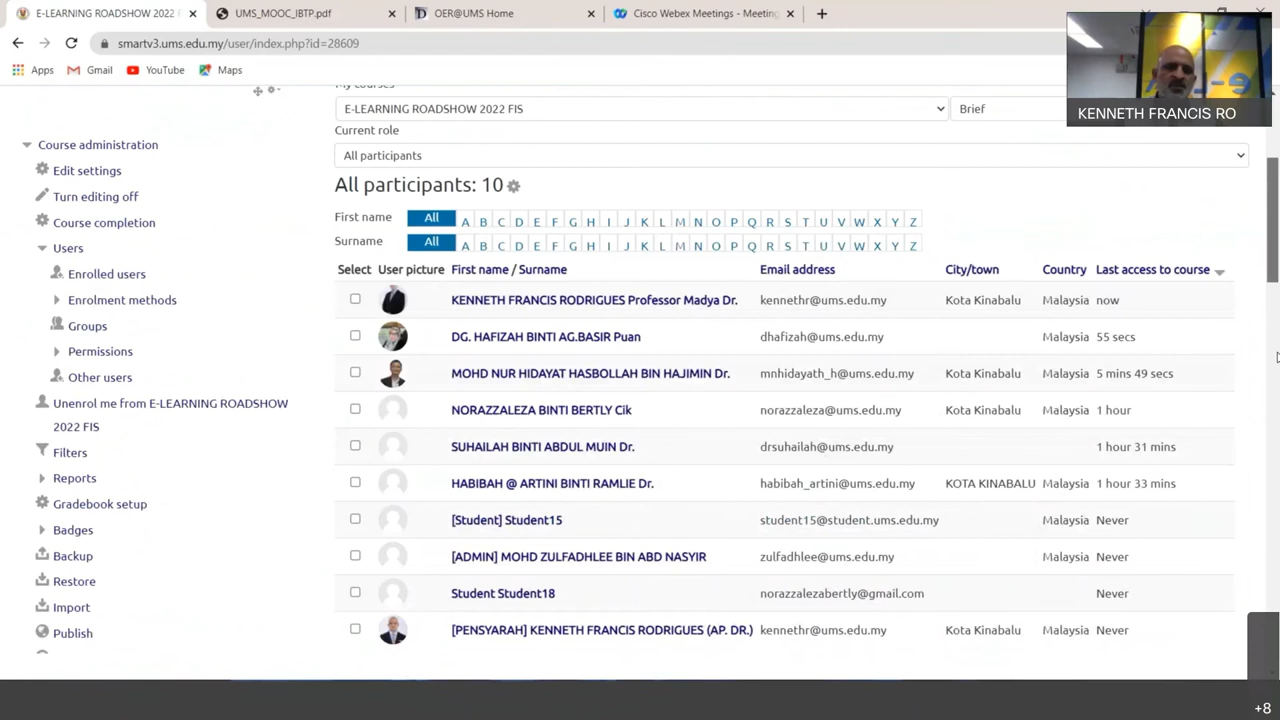 E-LEARNING ROADSHOW 2022 F
UMS_MOOC_IBTP.pdf
OER@UMS Home
Cisco Webex Meetings - Meeting
smartv3.ums.edu.my/user/index.php?id=28609
Apps Gmail YouTube Maps
KENNETH FRANCIS RO
My courses
E-LEARNING ROADSHOW 2022 FIS Brief
Current role
All participants
Course administration
Edit settings
Turn editing off
Course completion
Users
Enrolled users
Enrolment methods
Groups
Permissions
Other users
Unenrol me from E-LEARNING ROADSHOW
2022 FIS
Filters
Reports
Gradebook setup
Badges
Backup
Restore
Import
Publish
All participants: 10
First name All A B C D E F G H I J K L M N O P Q R S T U V W X Y Z
Surname All A B C D E F G H I J K L M N O P Q R S T U V W X Y Z
Select User picture First name / Surname Email address City/town Country Last access to course
KENNETH FRANCIS RODRIGUES Professor Madya Dr. kennethr@ums.edu.my Kota Kinabalu Malaysia now
DG. HAFIZAH BINTI AG.BASIR Puan dhafizah@ums.edu.my Malaysia 55 secs
MOHD NUR HIDAYAT HASBOLLAH BIN HAJIMIN Dr. mnhidayath_h@ums.edu.my Kota Kinabalu Malaysia 5 mins 49 secs
NORAZZALEZA BINTI BERTLY Cik norazzaleza@ums.edu.my Kota Kinabalu Malaysia 1 hour
SUHAILAH BINTI ABDUL MUIN Dr. drsuhailah@ums.edu.my Malaysia 1 hour 31 mins
HABIBAH @ ARTINI BINTI RAMLIE Dr. habibah_artini@ums.edu.my KOTA KINABALU Malaysia 1 hour 33 mins
[Student] Student15 student15@student.ums.edu.my Malaysia Never
[ADMIN] MOHD ZULFADHLEE BIN ABD NASYIR zulfadhlee@ums.edu.my Malaysia Never
Student Student18 norazzalezabertly@gmail.com Never
[PENSYARAH] KENNETH FRANCIS RODRIGUES (AP. DR.) kennethr@ums.edu.my Kota Kinabalu Malaysia Never
+8